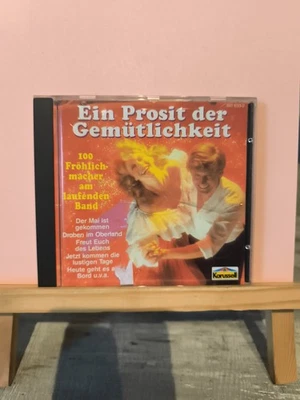 Ein Prosit der
Gemütlichkeit
100
Fröhlich-
macher am
laufenden
Band
Der Mai ist
gekommen
Droben im Oberland
Freut Euch
des Lebens
Jetzt kommen die
lustigen Tage
Heute geht es an
Bord u.v.a.
Karussell